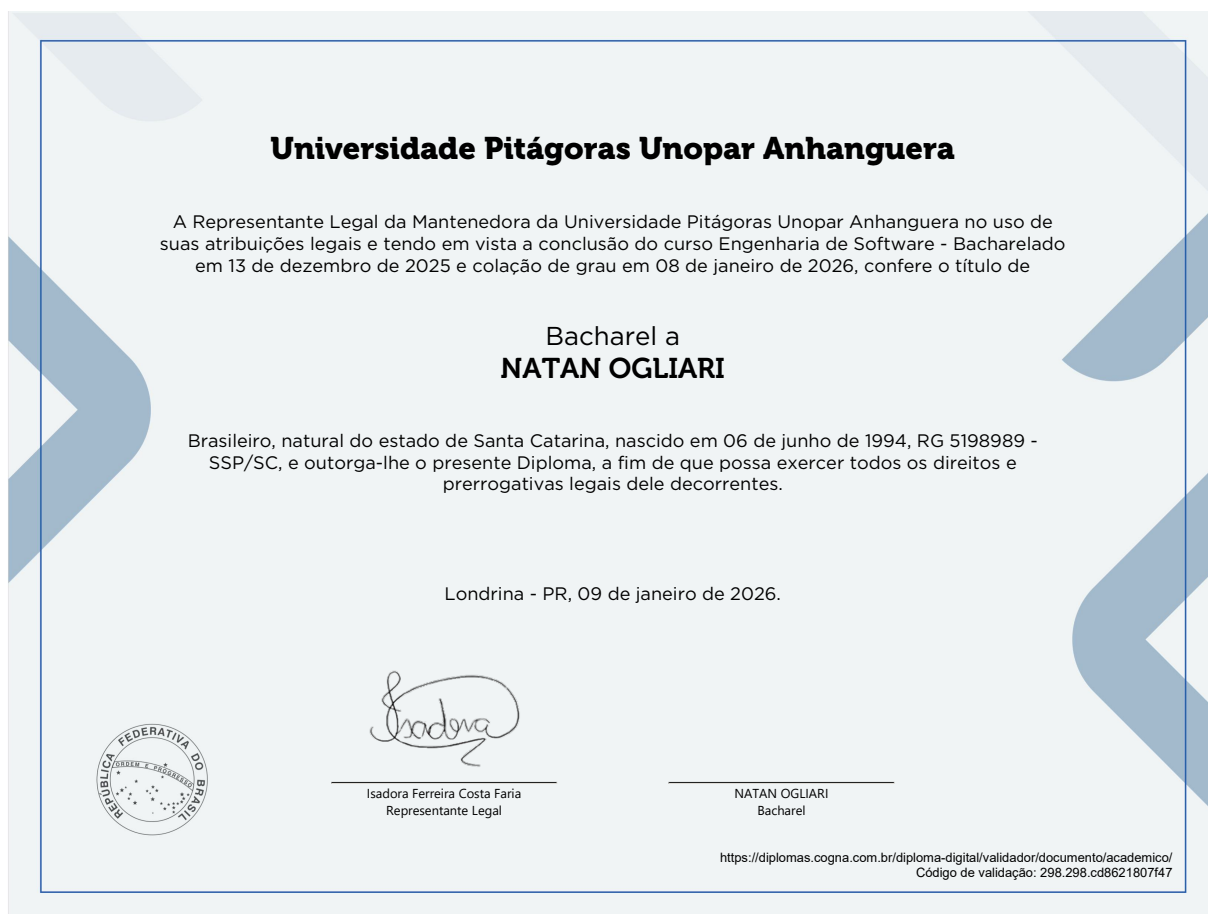 Universidade Pitágoras Unopar Anhanguera
A Representante Legal da Mantenedora da Universidade Pitágoras Unopar Anhanguera no uso de
suas atribuições legais e tendo em vista a conclusão do curso Engenharia de Software - Bacharelado
em 13 de dezembro de 2025 e colação de grau em 08 de janeiro de 2026, confere o título de
Bacharel a
NATAN OGLIARI
Brasileiro, natural do estado de Santa Catarina, nascido em 06 de junho de 1994, RG 5198989 -
SSP/SC, e outorga-lhe o presente Diploma, a fim de que possa exercer todos os direitos e
prerrogativas legais dele decorrentes.
Londrina - PR, 09 de janeiro de 2026.
Isadora
REPÚBLICA FEDERATIVA DO BRASIL
ORDEM E PROGRESSO
Isadora Ferreira Costa Faria
Representante Legal
NATAN OGLIARI
Bacharel
https://diplomas.cogna.com.br/diploma-digital/validador/documento/academico/
Código de validação: 298.298.cd8621807f47